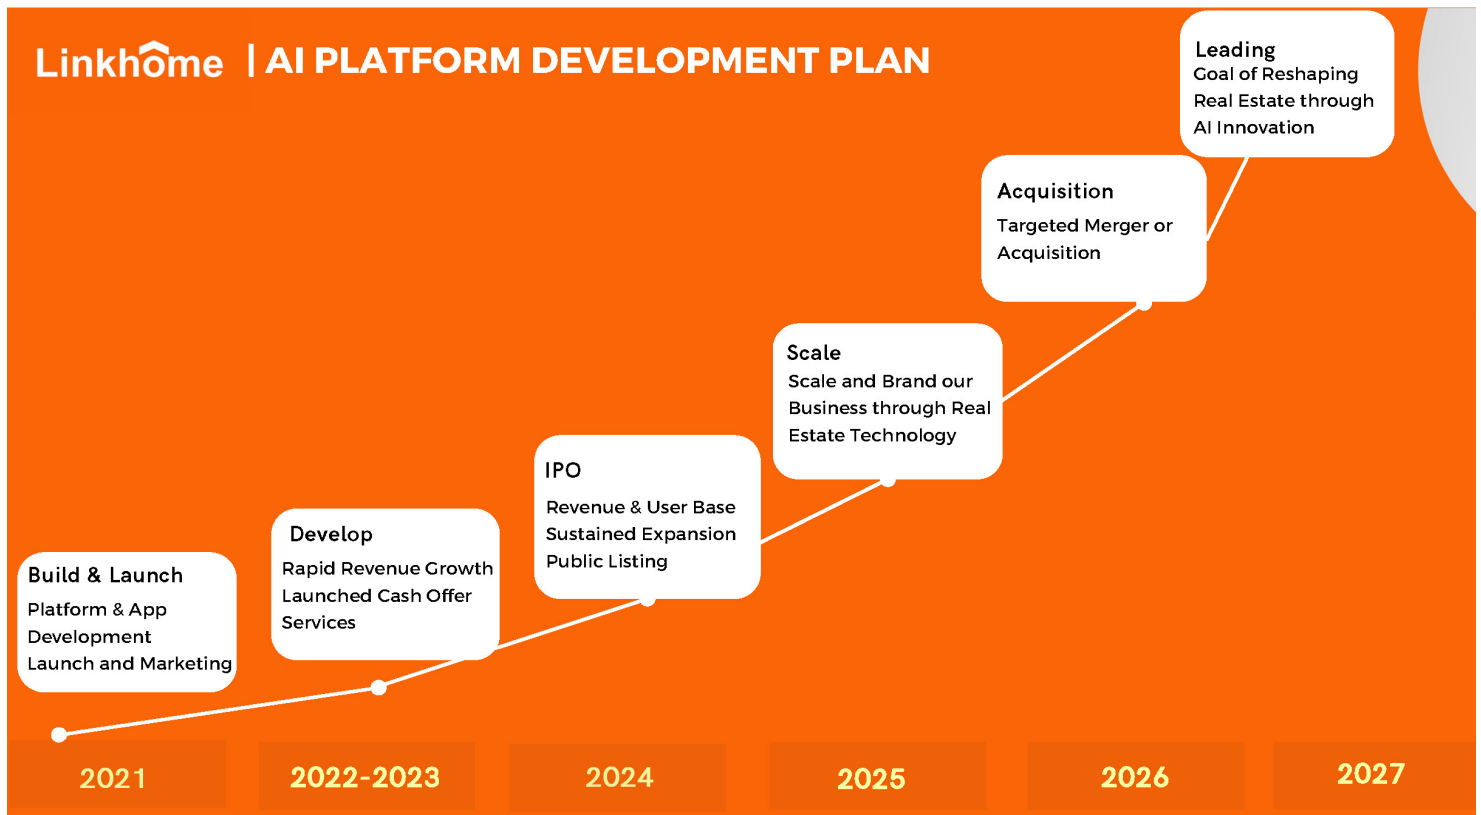 Linkhome | AI PLATFORM DEVELOPMENT PLAN
Leading
Goal of Reshaping
Real Estate through
AI Innovation
Acquisition
Targeted Merger or
Acquisition
Scale
Scale and Brand our
Business through Real
Estate Technology
IPO
Revenue & User Base
Sustained Expansion
Public Listing
Develop
Rapid Revenue Growth
Launched Cash Offer
Services
Build & Launch
Platform & App
Development
Launch and Marketing
2021
2022-2023
2024
2025
2026
2027